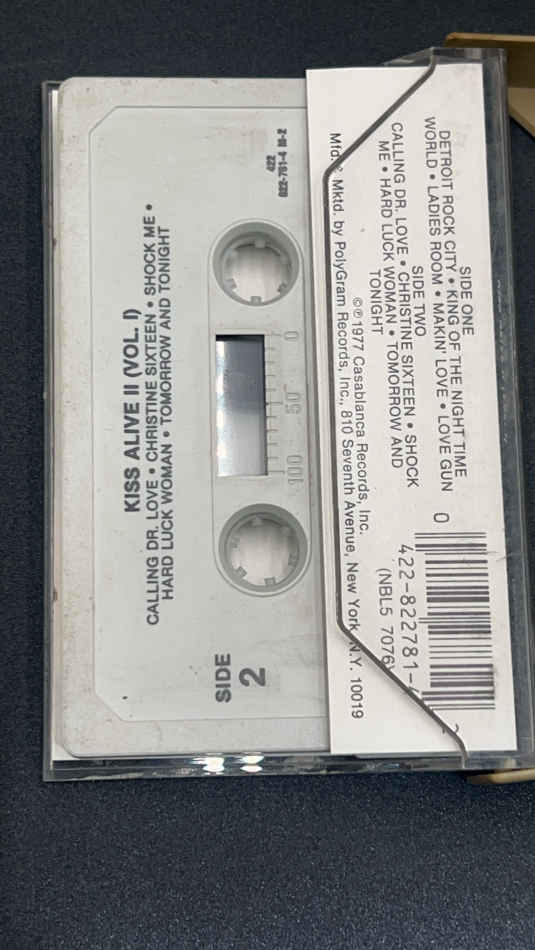 KISS ALIVE II (VOL. I)
CALLING DR. LOVE • CHRISTINE SIXTEEN • SHOCK ME •
HARD LUCK WOMAN • TOMORROW AND TONIGHT
422
822-781-4 M-2
0 50 100
SIDE
2
SIDE ONE
DETROIT ROCK CITY • KING OF THE NIGHT TIME
WORLD • LADIES ROOM • MAKIN' LOVE • LOVE GUN
SIDE TWO
CALLING DR. LOVE • CHRISTINE SIXTEEN • SHOCK
ME • HARD LUCK WOMAN • TOMORROW AND
TONIGHT
©℗1977 Casablanca Records, Inc.
Mfd. & Mktd. by PolyGram Records, Inc., 810 Seventh Avenue, New York, N.Y. 10019
0
422-822781-
(NBL5 7076)